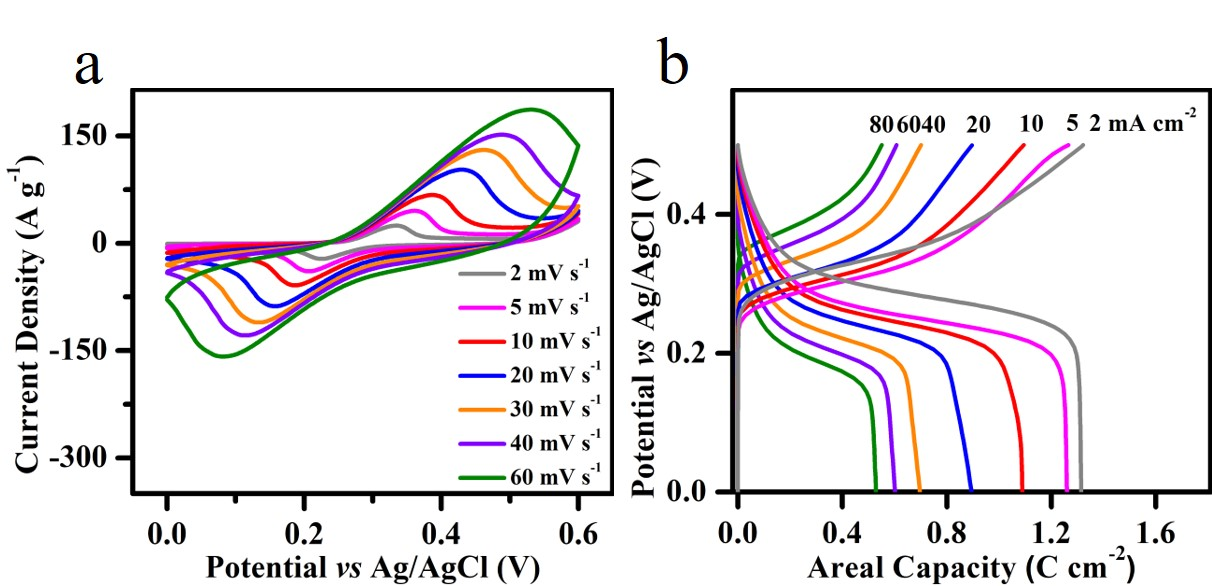 a
Current Density (A g⁻¹)
150
0
-150
-300
2 mV s⁻¹
5 mV s⁻¹
10 mV s⁻¹
20 mV s⁻¹
30 mV s⁻¹
40 mV s⁻¹
60 mV s⁻¹
0.0 0.2 0.4 0.6
Potential vs Ag/AgCl (V)
b
Potential vs Ag/AgCl (V)
80 60 40 20 10 5 2 mA cm⁻²
0.4
0.2
0.0
0.0 0.4 0.8 1.2 1.6
Areal Capacity (C cm⁻²)